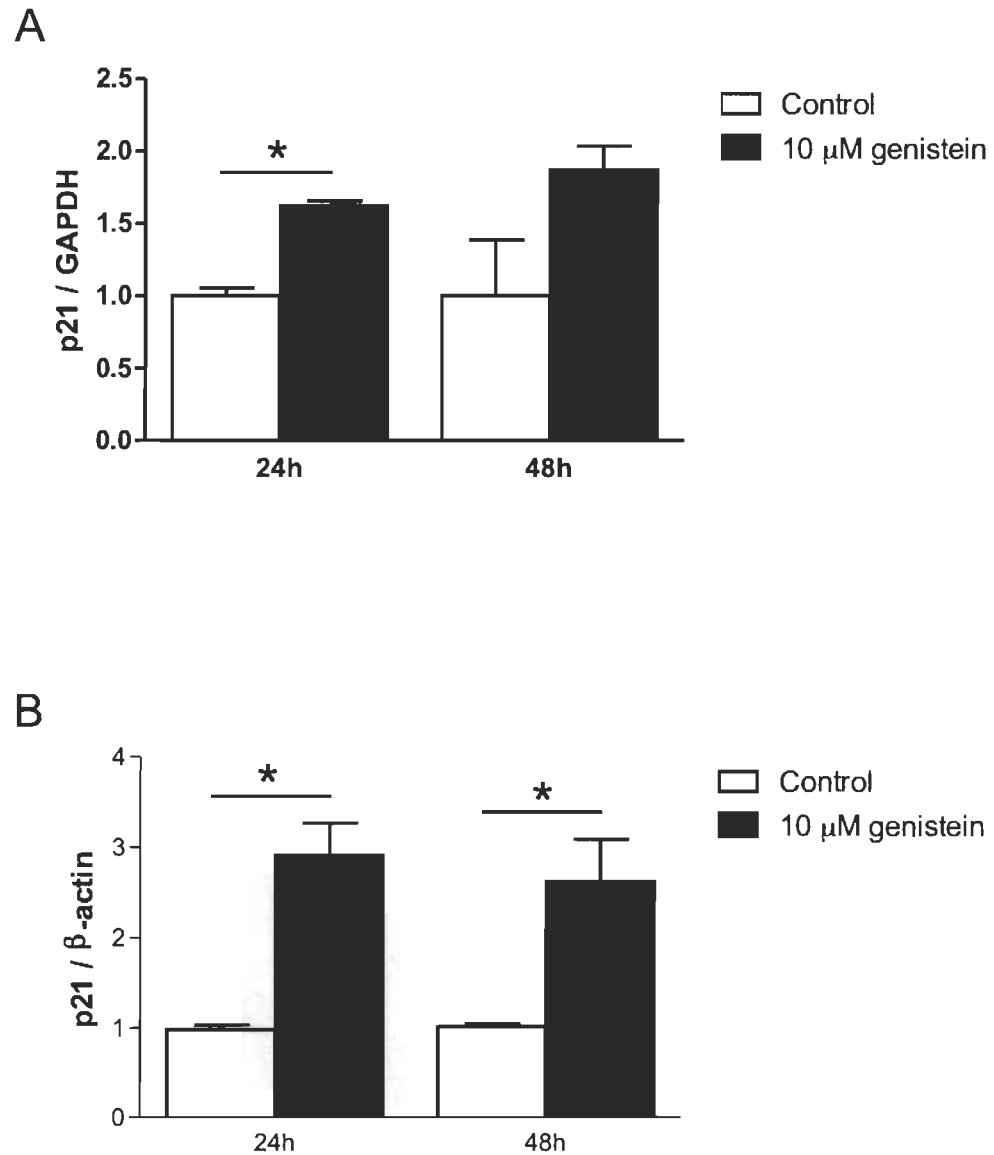 A
2.5
2.0
1.5
1.0
0.5
0.0
p21 / GAPDH
*
24h
48h
Control
10 μM genistein
B
4
3
2
1
0
p21 / β-actin
*
*
24h
48h
Control
10 μM genistein